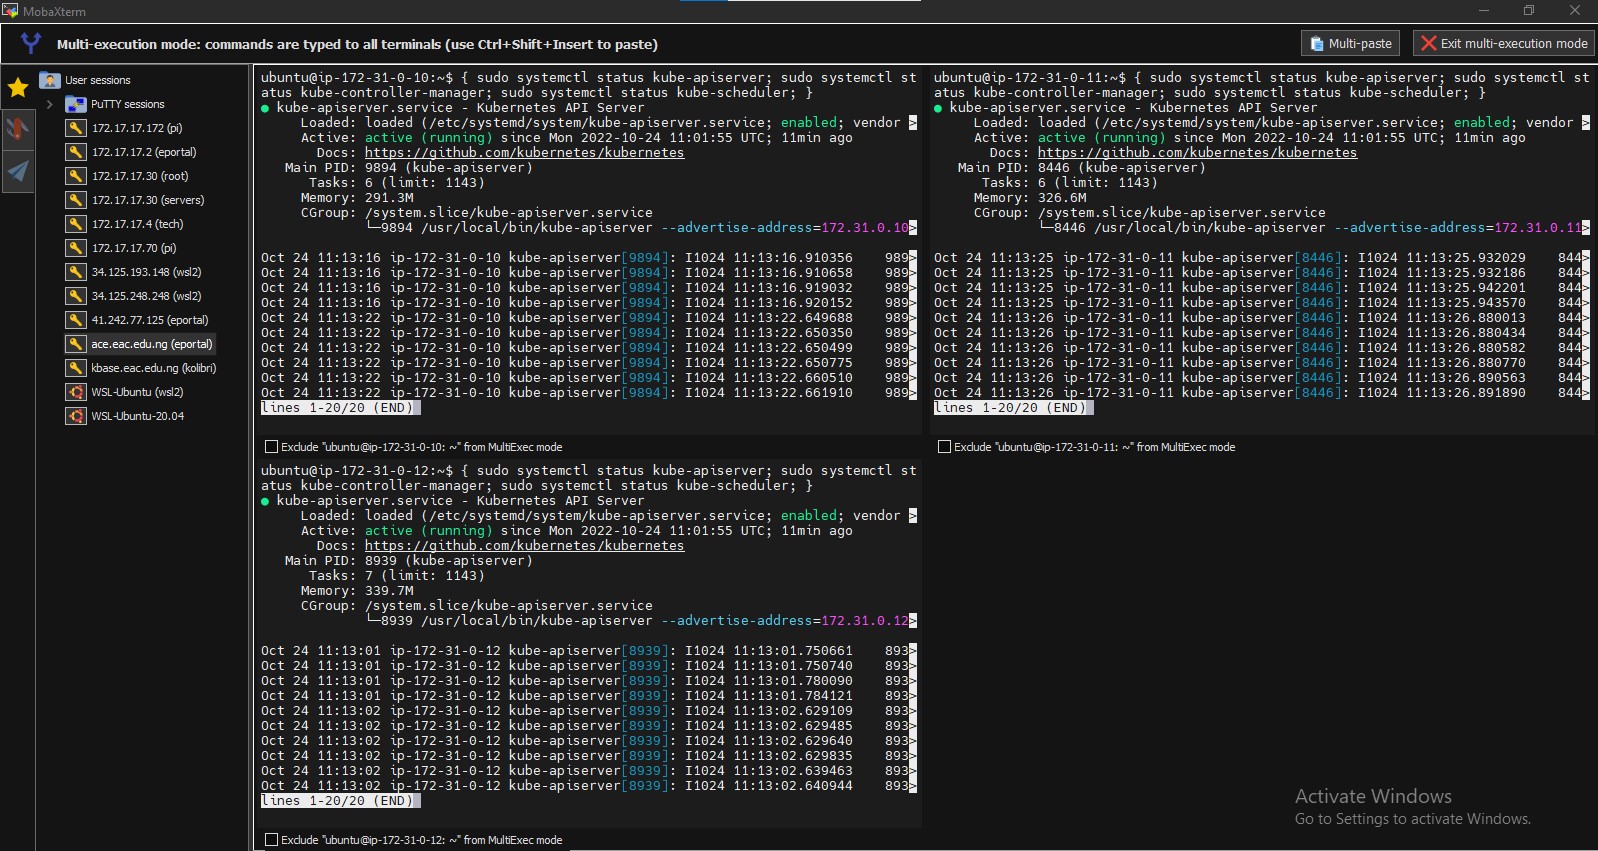 MobaXterm
Multi-execution mode: commands are typed to all terminals (use Ctrl+Shift+Insert to paste)
Multi-paste
Exit multi-execution mode
User sessions
PuTTY sessions
172.17.17.172 (pi)
172.17.17.2 (eportal)
172.17.17.30 (root)
172.17.17.30 (servers)
172.17.17.4 (tech)
172.17.17.70 (pi)
34.125.193.148 (wsl2)
34.125.248.248 (wsl2)
41.242.77.125 (eportal)
ace.eac.edu.ng (eportal)
kbase.eac.edu.ng (kolibri)
WSL-Ubuntu (wsl2)
WSL-Ubuntu-20.04
ubuntu@ip-172-31-0-10:~$ { sudo systemctl status kube-apiserver; sudo systemctl st
atus kube-controller-manager; sudo systemctl status kube-scheduler; }
● kube-apiserver.service - Kubernetes API Server
Loaded: loaded (/etc/systemd/system/kube-apiserver.service; enabled; vendor >
Active: active (running) since Mon 2022-10-24 11:01:55 UTC; 11min ago
Docs: https://github.com/kubernetes/kubernetes
Main PID: 9894 (kube-apiserver)
Tasks: 6 (limit: 1143)
Memory: 291.3M
CGroup: /system.slice/kube-apiserver.service
└─9894 /usr/local/bin/kube-apiserver --advertise-address=172.31.0.10>
Oct 24 11:13:16 ip-172-31-0-10 kube-apiserver[9894]: I1024 11:13:16.910356    989>
Oct 24 11:13:16 ip-172-31-0-10 kube-apiserver[9894]: I1024 11:13:16.910658    989>
Oct 24 11:13:16 ip-172-31-0-10 kube-apiserver[9894]: I1024 11:13:16.919032    989>
Oct 24 11:13:16 ip-172-31-0-10 kube-apiserver[9894]: I1024 11:13:16.920152    989>
Oct 24 11:13:22 ip-172-31-0-10 kube-apiserver[9894]: I1024 11:13:22.649688    989>
Oct 24 11:13:22 ip-172-31-0-10 kube-apiserver[9894]: I1024 11:13:22.650350    989>
Oct 24 11:13:22 ip-172-31-0-10 kube-apiserver[9894]: I1024 11:13:22.650499    989>
Oct 24 11:13:22 ip-172-31-0-10 kube-apiserver[9894]: I1024 11:13:22.650775    989>
Oct 24 11:13:22 ip-172-31-0-10 kube-apiserver[9894]: I1024 11:13:22.660510    989>
Oct 24 11:13:22 ip-172-31-0-10 kube-apiserver[9894]: I1024 11:13:22.661910    989>
lines 1-20/20 (END)
Exclude "ubuntu@ip-172-31-0-10: ~" from MultiExec mode
ubuntu@ip-172-31-0-11:~$ { sudo systemctl status kube-apiserver; sudo systemctl st
atus kube-controller-manager; sudo systemctl status kube-scheduler; }
● kube-apiserver.service - Kubernetes API Server
Loaded: loaded (/etc/systemd/system/kube-apiserver.service; enabled; vendor >
Active: active (running) since Mon 2022-10-24 11:01:55 UTC; 11min ago
Docs: https://github.com/kubernetes/kubernetes
Main PID: 8446 (kube-apiserver)
Tasks: 6 (limit: 1143)
Memory: 326.6M
CGroup: /system.slice/kube-apiserver.service
└─8446 /usr/local/bin/kube-apiserver --advertise-address=172.31.0.11>
Oct 24 11:13:25 ip-172-31-0-11 kube-apiserver[8446]: I1024 11:13:25.932029    844>
Oct 24 11:13:25 ip-172-31-0-11 kube-apiserver[8446]: I1024 11:13:25.932186    844>
Oct 24 11:13:25 ip-172-31-0-11 kube-apiserver[8446]: I1024 11:13:25.942201    844>
Oct 24 11:13:25 ip-172-31-0-11 kube-apiserver[8446]: I1024 11:13:25.943570    844>
Oct 24 11:13:26 ip-172-31-0-11 kube-apiserver[8446]: I1024 11:13:26.880013    844>
Oct 24 11:13:26 ip-172-31-0-11 kube-apiserver[8446]: I1024 11:13:26.880434    844>
Oct 24 11:13:26 ip-172-31-0-11 kube-apiserver[8446]: I1024 11:13:26.880582    844>
Oct 24 11:13:26 ip-172-31-0-11 kube-apiserver[8446]: I1024 11:13:26.880770    844>
Oct 24 11:13:26 ip-172-31-0-11 kube-apiserver[8446]: I1024 11:13:26.890563    844>
Oct 24 11:13:26 ip-172-31-0-11 kube-apiserver[8446]: I1024 11:13:26.891890    844>
lines 1-20/20 (END)
Exclude "ubuntu@ip-172-31-0-11: ~" from MultiExec mode
ubuntu@ip-172-31-0-12:~$ { sudo systemctl status kube-apiserver; sudo systemctl st
atus kube-controller-manager; sudo systemctl status kube-scheduler; }
● kube-apiserver.service - Kubernetes API Server
Loaded: loaded (/etc/systemd/system/kube-apiserver.service; enabled; vendor >
Active: active (running) since Mon 2022-10-24 11:01:55 UTC; 11min ago
Docs: https://github.com/kubernetes/kubernetes
Main PID: 8939 (kube-apiserver)
Tasks: 7 (limit: 1143)
Memory: 339.7M
CGroup: /system.slice/kube-apiserver.service
└─8939 /usr/local/bin/kube-apiserver --advertise-address=172.31.0.12>
Oct 24 11:13:01 ip-172-31-0-12 kube-apiserver[8939]: I1024 11:13:01.750661    893>
Oct 24 11:13:01 ip-172-31-0-12 kube-apiserver[8939]: I1024 11:13:01.750740    893>
Oct 24 11:13:01 ip-172-31-0-12 kube-apiserver[8939]: I1024 11:13:01.780090    893>
Oct 24 11:13:01 ip-172-31-0-12 kube-apiserver[8939]: I1024 11:13:01.784121    893>
Oct 24 11:13:02 ip-172-31-0-12 kube-apiserver[8939]: I1024 11:13:02.629109    893>
Oct 24 11:13:02 ip-172-31-0-12 kube-apiserver[8939]: I1024 11:13:02.629485    893>
Oct 24 11:13:02 ip-172-31-0-12 kube-apiserver[8939]: I1024 11:13:02.629640    893>
Oct 24 11:13:02 ip-172-31-0-12 kube-apiserver[8939]: I1024 11:13:02.629835    893>
Oct 24 11:13:02 ip-172-31-0-12 kube-apiserver[8939]: I1024 11:13:02.639463    893>
Oct 24 11:13:02 ip-172-31-0-12 kube-apiserver[8939]: I1024 11:13:02.640944    893>
lines 1-20/20 (END)
Exclude "ubuntu@ip-172-31-0-12: ~" from MultiExec mode
Activate Windows
Go to Settings to activate Windows.